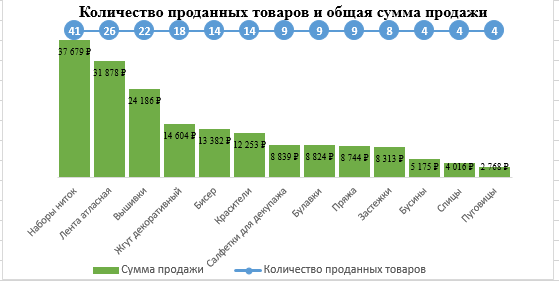 Количество проданных товаров и общая сумма продажи
41 26 22 18 14 14 9 9 9 8 4 4 4
37 679 ₽ 31 878 ₽ 24 186 ₽ 14 604 ₽ 13 382 ₽ 12 253 ₽ 8 839 ₽ 8 824 ₽ 8 744 ₽ 8 313 ₽ 5 175 ₽ 4 016 ₽ 2 768 ₽
Наборы ниток
Лента атласная
Вышивки
Жгут декоративный
Бисер
Красители
Салфетки для декупажа
Булавки
Пряжа
Застежки
Бусины
Спицы
Пуговицы
Сумма продажи Количество проданных товаров